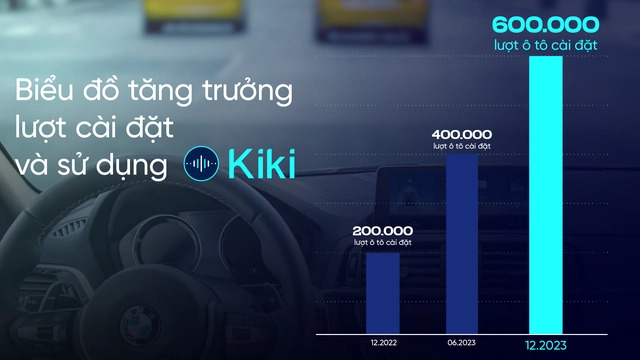 Biểu đồ tăng trưởng
lượt cài đặt
và sử dụng Kiki
600.000
lượt ô tô cài đặt
400.000
lượt ô tô cài đặt
200.000
lượt ô tô cài đặt
12.2022
06.2023
12.2023